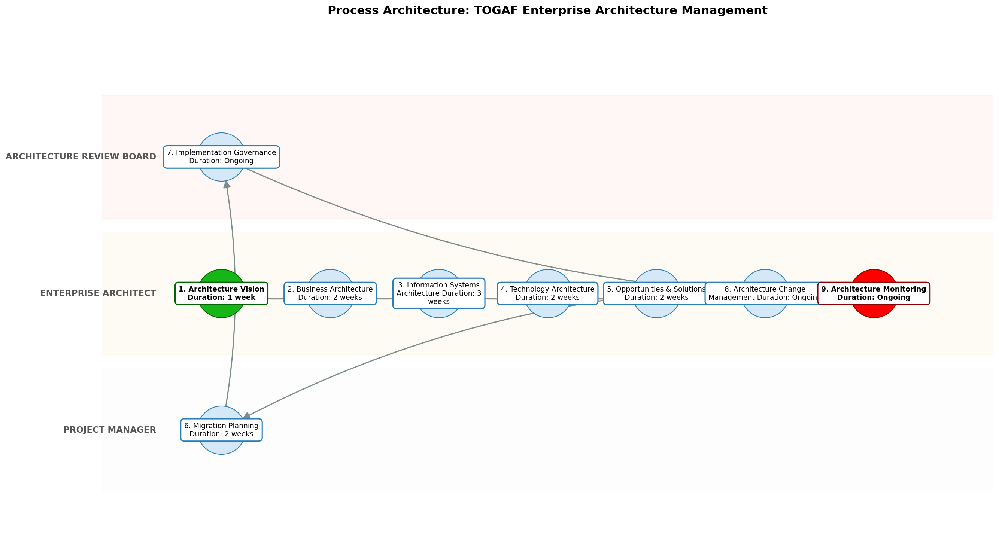 Process Architecture: TOGAF Enterprise Architecture Management
ARCHITECTURE REVIEW BOARD
7. Implementation Governance
Duration: Ongoing
ENTERPRISE ARCHITECT
1. Architecture Vision
Duration: 1 week
2. Business Architecture
Duration: 2 weeks
3. Information Systems
Architecture Duration: 3
weeks
4. Technology Architecture
Duration: 2 weeks
5. Opportunities & Solutions
Duration: 2 weeks
8. Architecture Change
Management Duration: Ongoin
9. Architecture Monitoring
Duration: Ongoing
PROJECT MANAGER
6. Migration Planning
Duration: 2 weeks